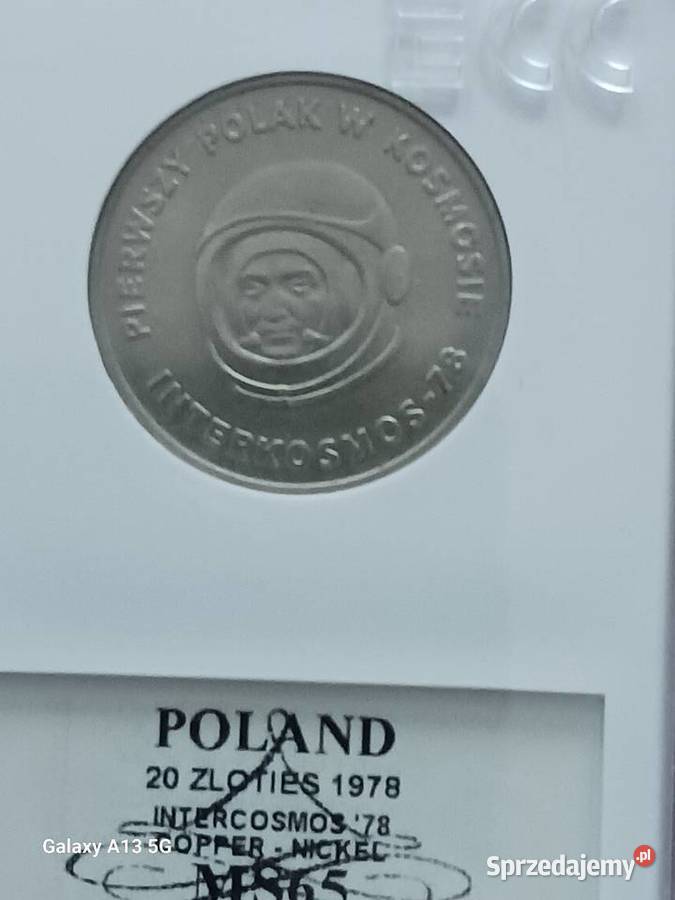 PIERWSZY POLAK W KOSMOSIE
INTERKOSMOS-78
POLAND
20 ZLOTIES 1978
INTERCOSMOS '78
COPPER - NICKEL
MS65
Galaxy A13 5G
Sprzedajemy.pl